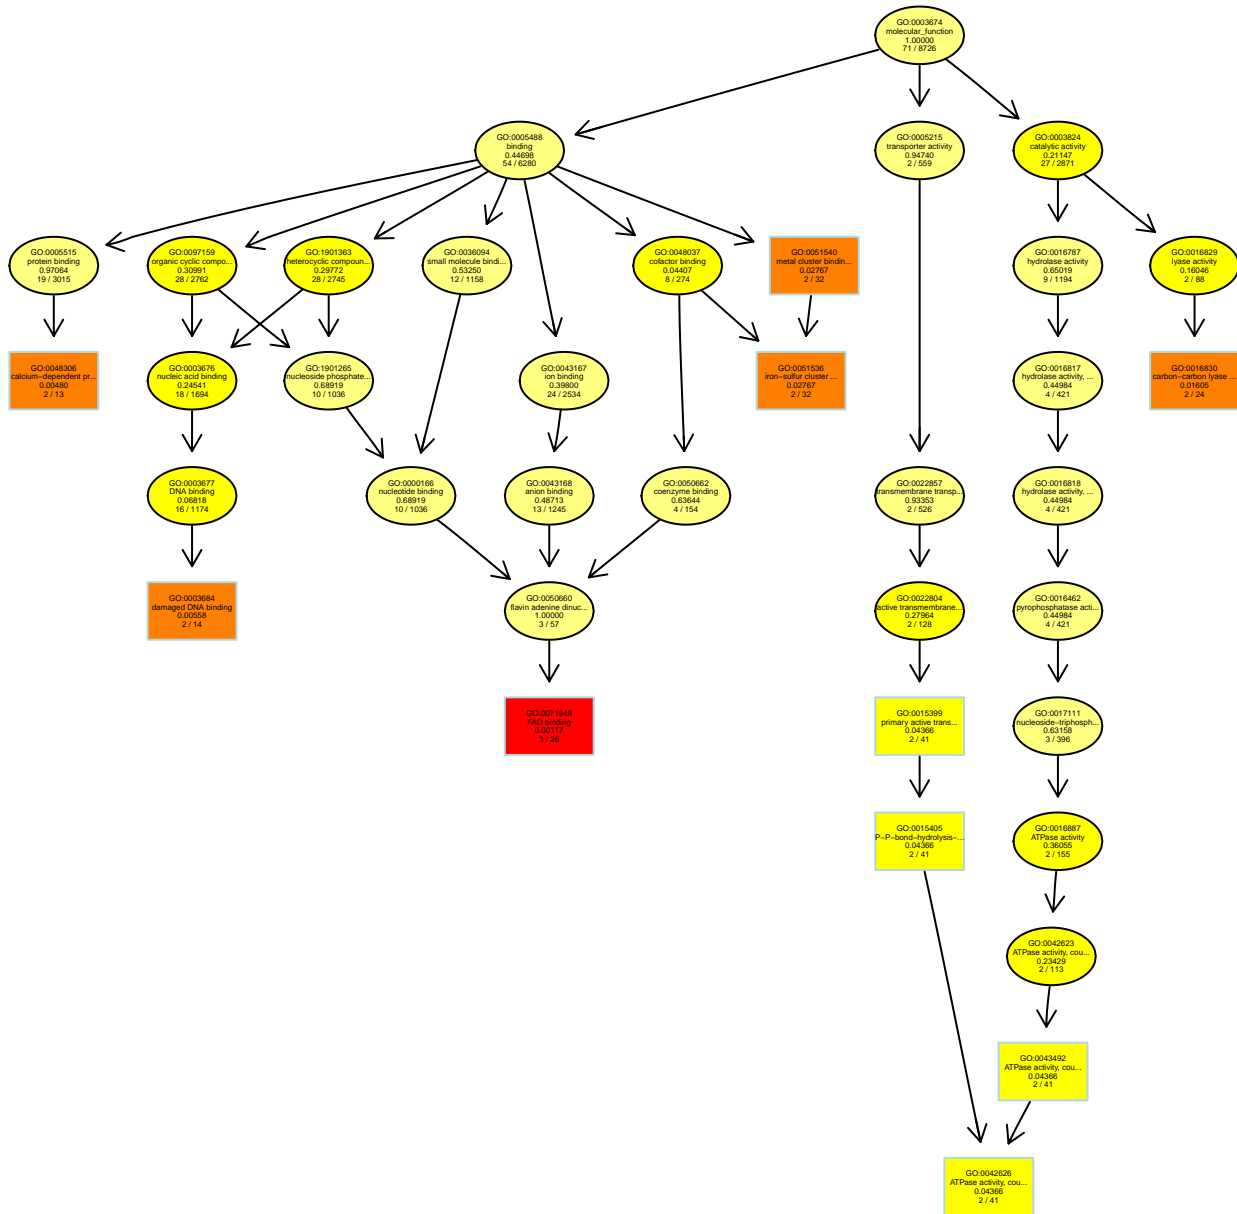 GO:0003674
molecular_function
1.00000
71 / 8726
GO:0005488
binding
0.44698
54 / 6280
GO:0005215
transporter activity
0.94740
2 / 559
GO:0003824
catalytic activity
0.21147
27 / 2871
GO:0005515
protein binding
0.97064
19 / 3015
GO:0097159
organic cyclic compo...
0.30991
28 / 2762
GO:1901363
heterocyclic compoun...
0.29772
28 / 2745
GO:0036094
small molecule bindi...
0.53250
12 / 1158
GO:0048037
cofactor binding
0.04407
8 / 274
GO:0051540
metal cluster bindin...
0.02767
2 / 32
GO:0016787
hydrolase activity
0.65019
9 / 1194
GO:0016829
lyase activity
0.16046
2 / 88
GO:0048306
calcium−dependent pr...
0.00480
2 / 13
GO:0003676
nucleic acid binding
0.24541
18 / 1694
GO:1901265
nucleoside phosphate...
0.68919
10 / 1036
GO:0043167
ion binding
0.39800
24 / 2534
GO:0051536
iron−sulfur cluster ...
0.02767
2 / 32
GO:0016817
hydrolase activity, ...
0.44984
4 / 421
GO:0016830
carbon−carbon lyase ...
0.01605
2 / 24
GO:0003677
DNA binding
0.06818
16 / 1174
GO:0000166
nucleotide binding
0.68919
10 / 1036
GO:0043168
anion binding
0.48713
13 / 1245
GO:0050662
coenzyme binding
0.63644
4 / 154
GO:0022857
transmembrane transp...
0.93353
2 / 526
GO:0016818
hydrolase activity, ...
0.44984
4 / 421
GO:0003684
damaged DNA binding
0.00558
2 / 14
GO:0050660
flavin adenine dinuc...
1.00000
3 / 57
GO:0022804
active transmembrane...
0.27964
2 / 128
GO:0016462
pyrophosphatase acti...
0.44984
4 / 421
GO:0071949
FAD binding
0.00117
3 / 26
GO:0015399
primary active trans...
0.04366
2 / 41
GO:0017111
nucleoside−triphosph...
0.63158
3 / 396
GO:0015405
P−P−bond−hydrolysis−...
0.04366
2 / 41
GO:0016887
ATPase activity
0.36055
2 / 155
GO:0042623
ATPase activity, cou...
0.23429
2 / 113
GO:0043492
ATPase activity, cou...
0.04366
2 / 41
GO:0042626
ATPase activity, cou...
0.04366
2 / 41